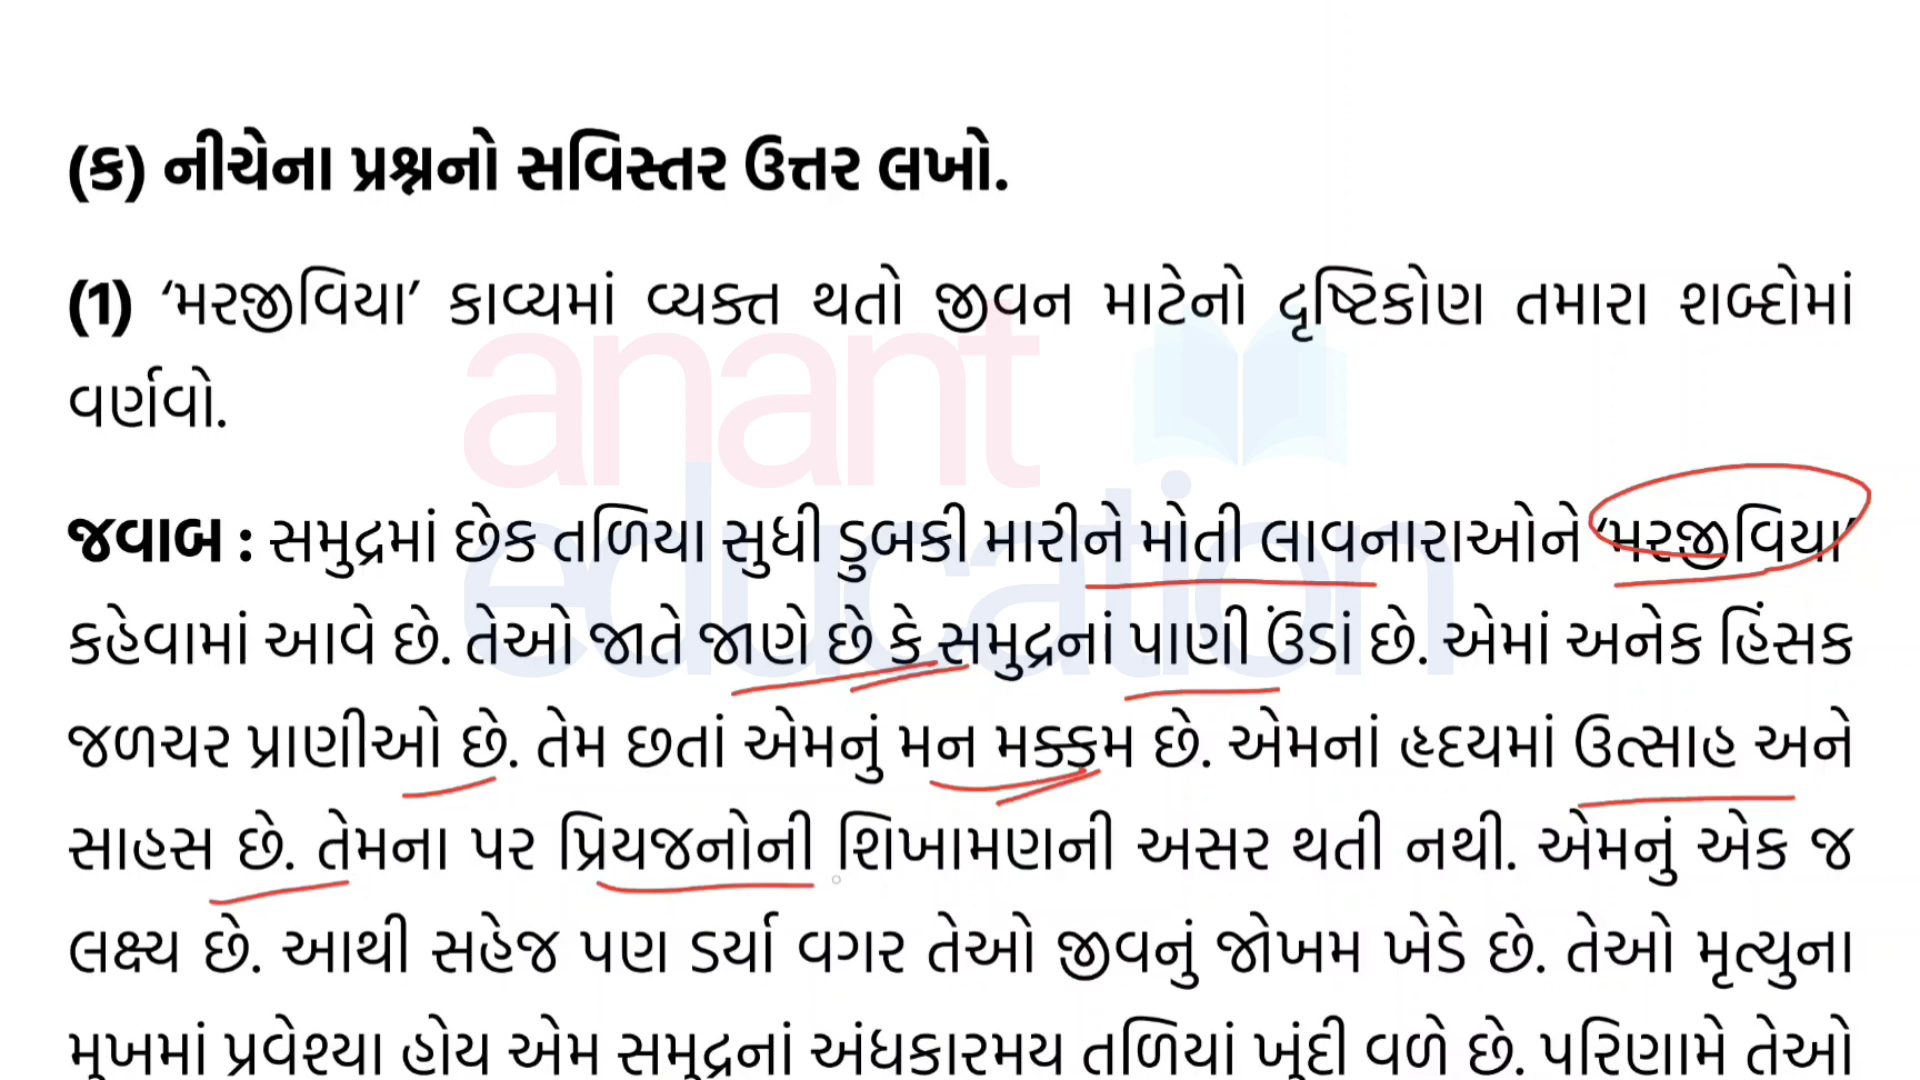 (ક) નીચેના પ્રશ્નનો સવિસ્તર ઉત્તર લખો.
(1) ‘મરજીવિયા’ કાવ્યમાં વ્યક્ત થતો જીવન માટેનો દૃષ્ટિકોણ તમારા શબ્દોમાં
વર્ણવો.
anant
education
જવાબ : સમુદ્રમાં છેક તળિયા સુધી ડુબકી મારીને મોતી લાવનારાઓને ‘મરજીવિયા’
કહેવામાં આવે છે. તેઓ જાતે જાણે છે કે સમુદ્રનાં પાણી ઉંડાં છે. એમાં અનેક હિંસક
જળચર પ્રાણીઓ છે. તેમ છતાં એમનું મન મક્કમ છે. એમનાં હૃદયમાં ઉત્સાહ અને
સાહસ છે. તેમના પર પ્રિયજનોની શિખામણની અસર થતી નથી. એમનું એક જ
લક્ષ્ય છે. આથી સહેજ પણ ડર્યા વગર તેઓ જીવનું જોખમ ખેડે છે. તેઓ મૃત્યુના
મુખમાં પ્રવેશ્યા હોય એમ સમુદ્રનાં અંધકારમય તળિયાં ખુંદી વળે છે. પરિણામે તેઓ